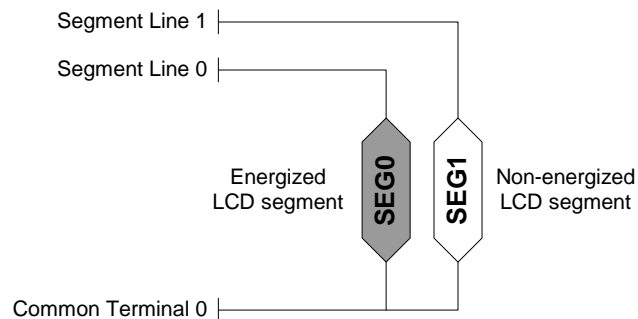 Segment Line 1
Segment Line 0
Energized
LCD segment
SEG0
SEG1
Non-energized
LCD segment
Common Terminal 0